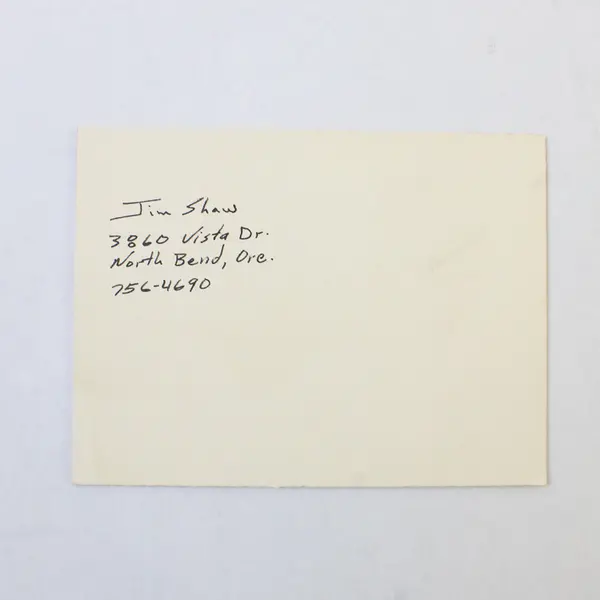 Jim Shaw
3860 Vista Dr.
North Bend, Ore.
756-4690